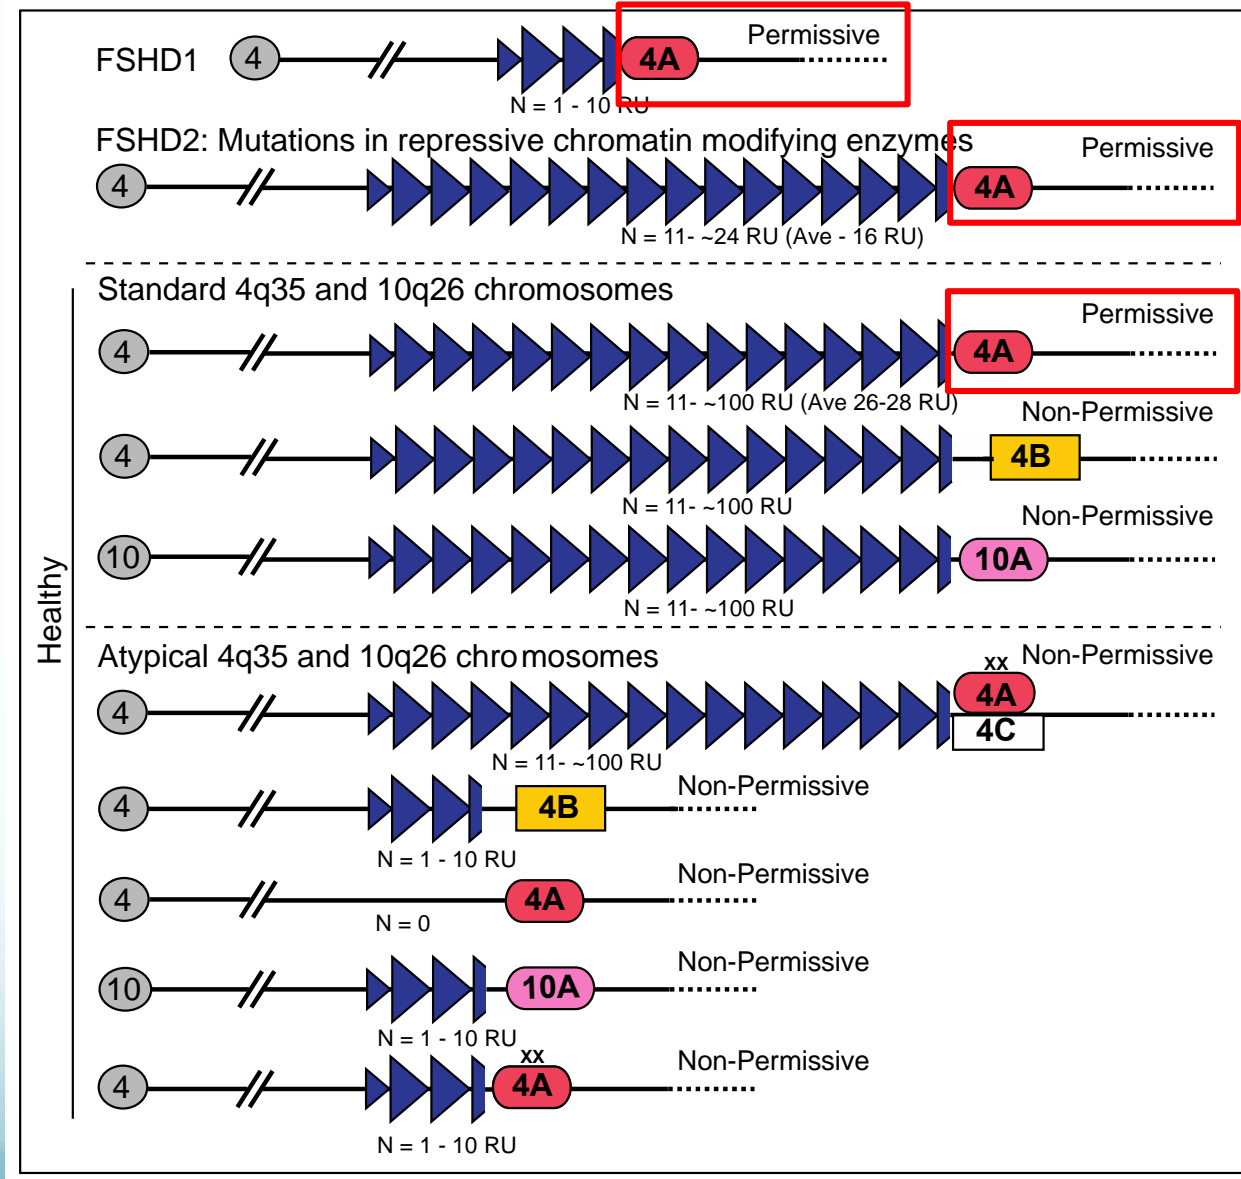 FSHD1 4 4A Permissive
N = 1 - 10 RU
FSHD2: Mutations in repressive chromatin modifying enzymes
4 4A Permissive
N = 11- ~24 RU (Ave - 16 RU)
Healthy
Standard 4q35 and 10q26 chromosomes
4 4A Permissive
N = 11- ~100 RU (Ave 26-28 RU)
4 4B Non-Permissive
N = 11- ~100 RU
10 10A Non-Permissive
N = 11- ~100 RU
Atypical 4q35 and 10q26 chromosomes
xx Non-Permissive
4 4A
4C
N = 11- ~100 RU
4 4B Non-Permissive
N = 1 - 10 RU
4 4A Non-Permissive
N = 0
10 10A Non-Permissive
N = 1 - 10 RU
xx
4 4A Non-Permissive
N = 1 - 10 RU